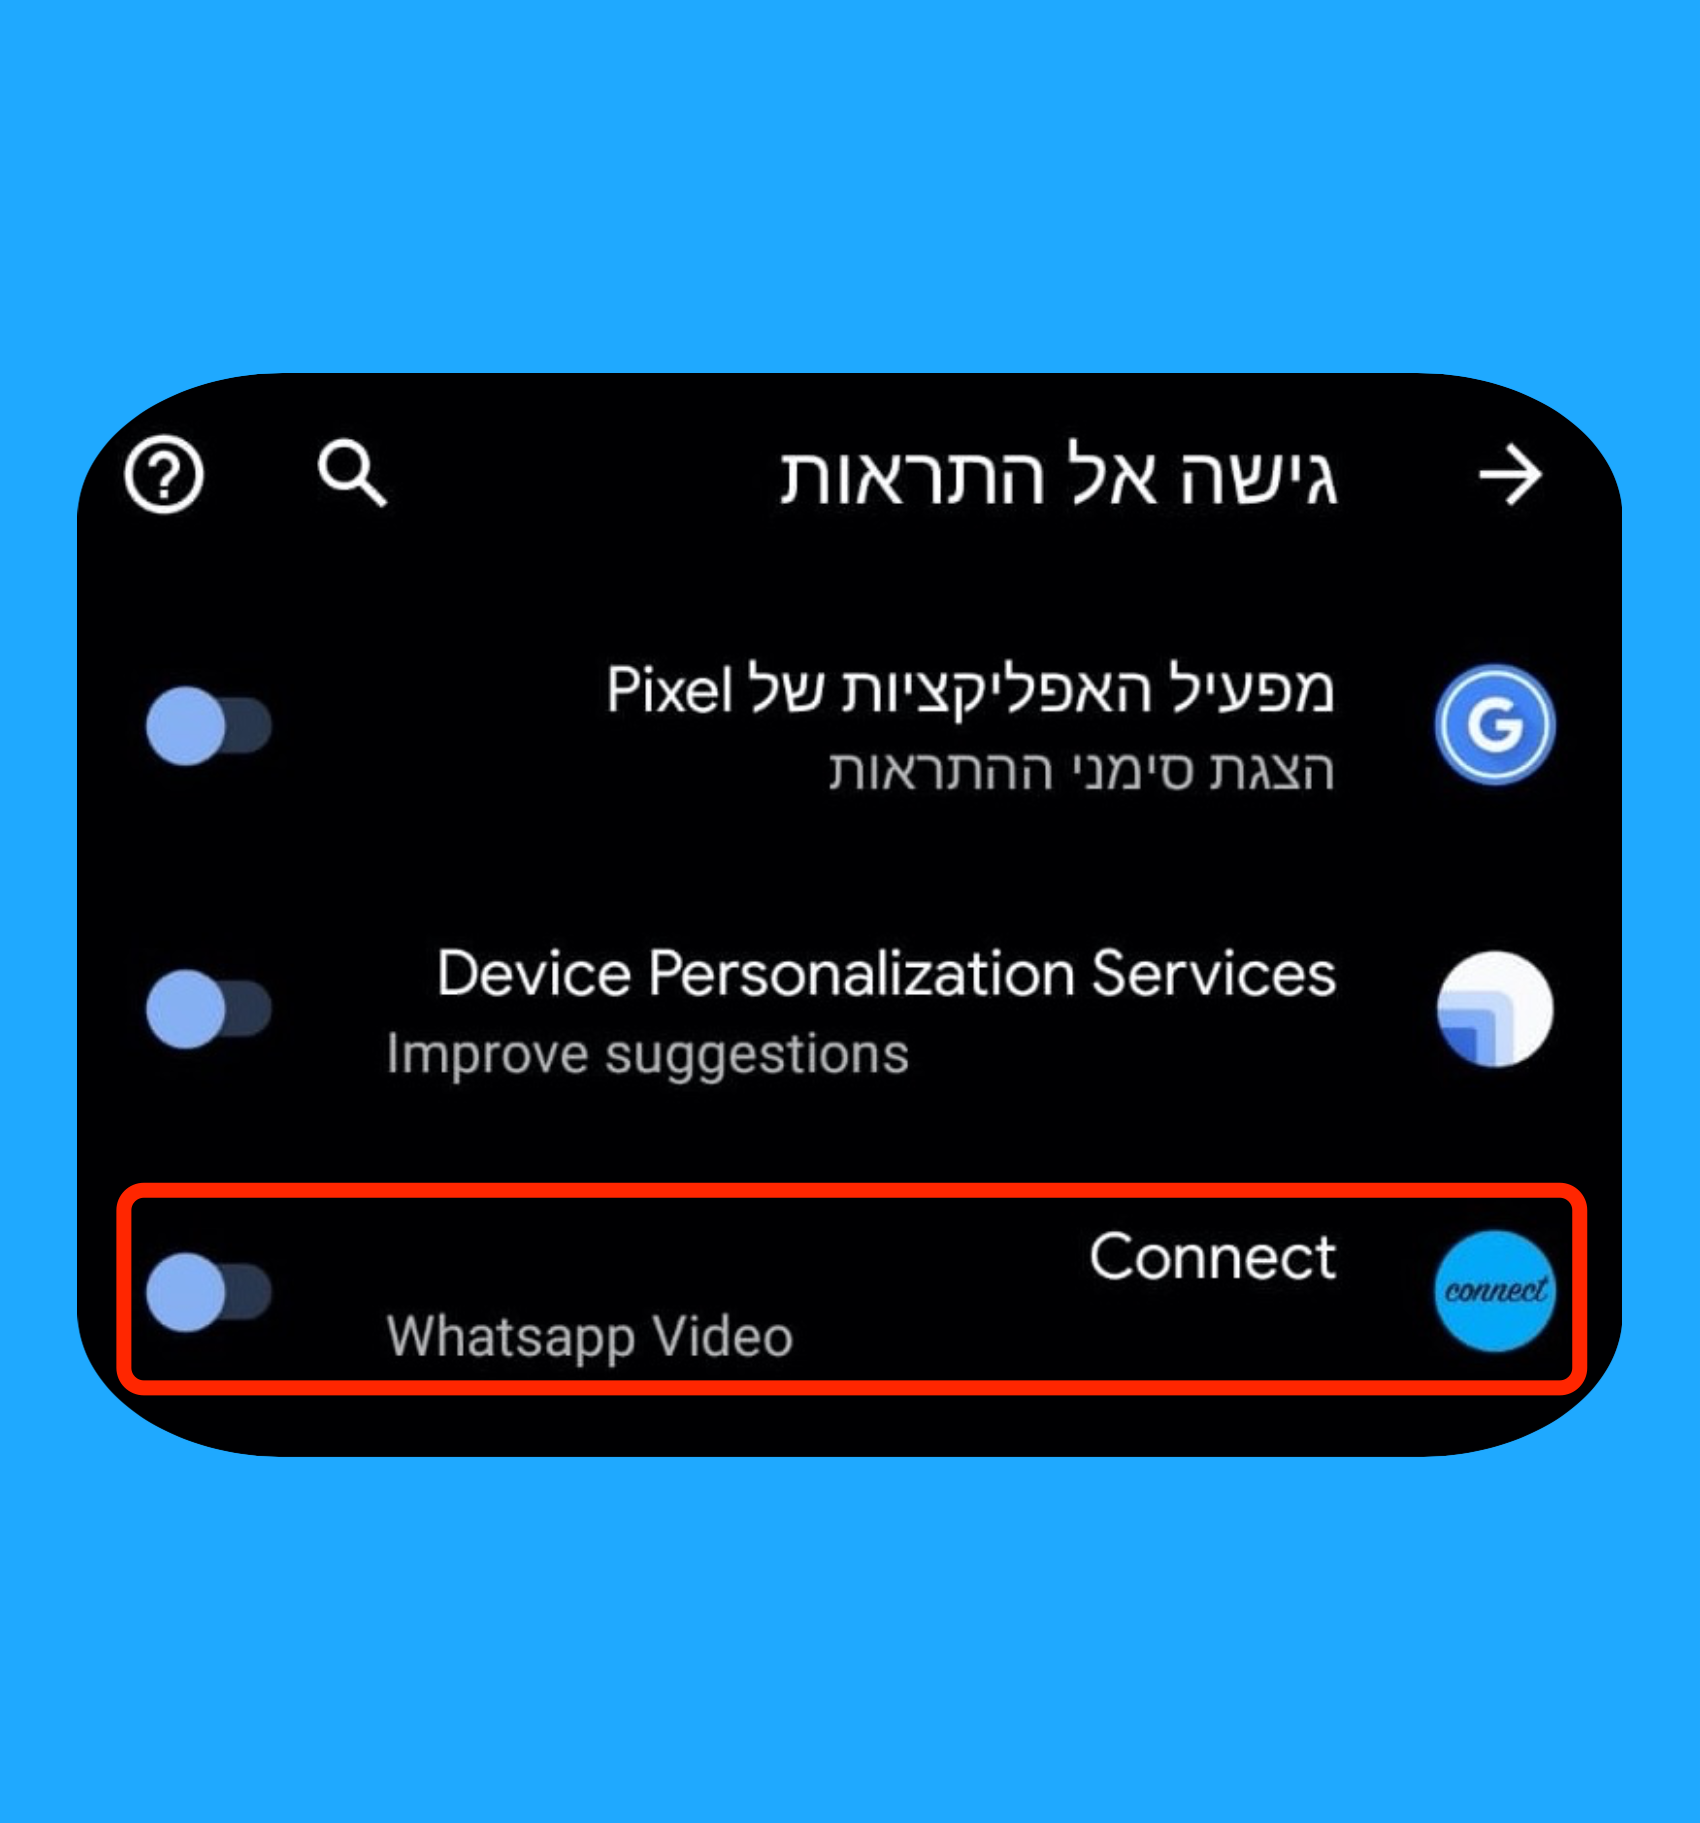 גישה אל התראות
מפעיל האפליקציות של Pixel
הצגת סימני ההתראות
Device Personalization Services
Improve suggestions
Connect
connect
Whatsapp Video